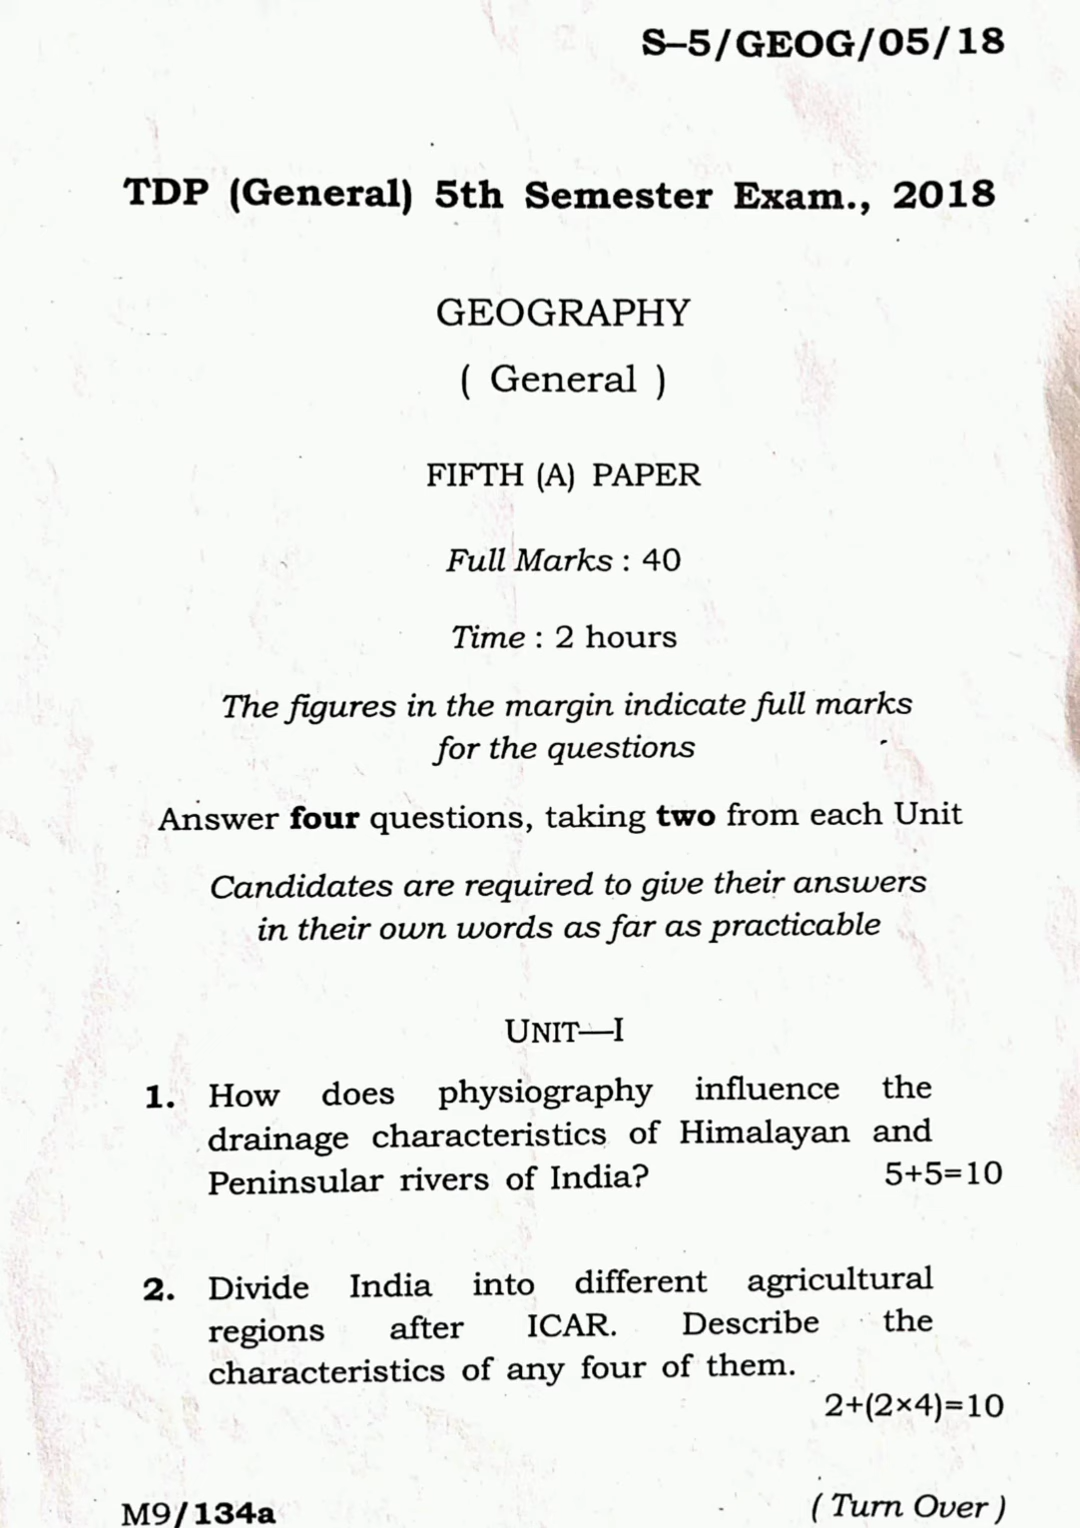 S–5/GEOG/05/18
TDP (General) 5th Semester Exam., 2018
GEOGRAPHY
( General )
FIFTH (A) PAPER
Full Marks : 40
Time : 2 hours
The figures in the margin indicate full marks
for the questions
Answer four questions, taking two from each Unit
Candidates are required to give their answers
in their own words as far as practicable
UNIT—I
1. How does physiography influence the
drainage characteristics of Himalayan and
Peninsular rivers of India? 5+5=10
2. Divide India into different agricultural
regions after ICAR. Describe the
characteristics of any four of them.
2+(2×4)=10
M9/134a ( Turn Over )